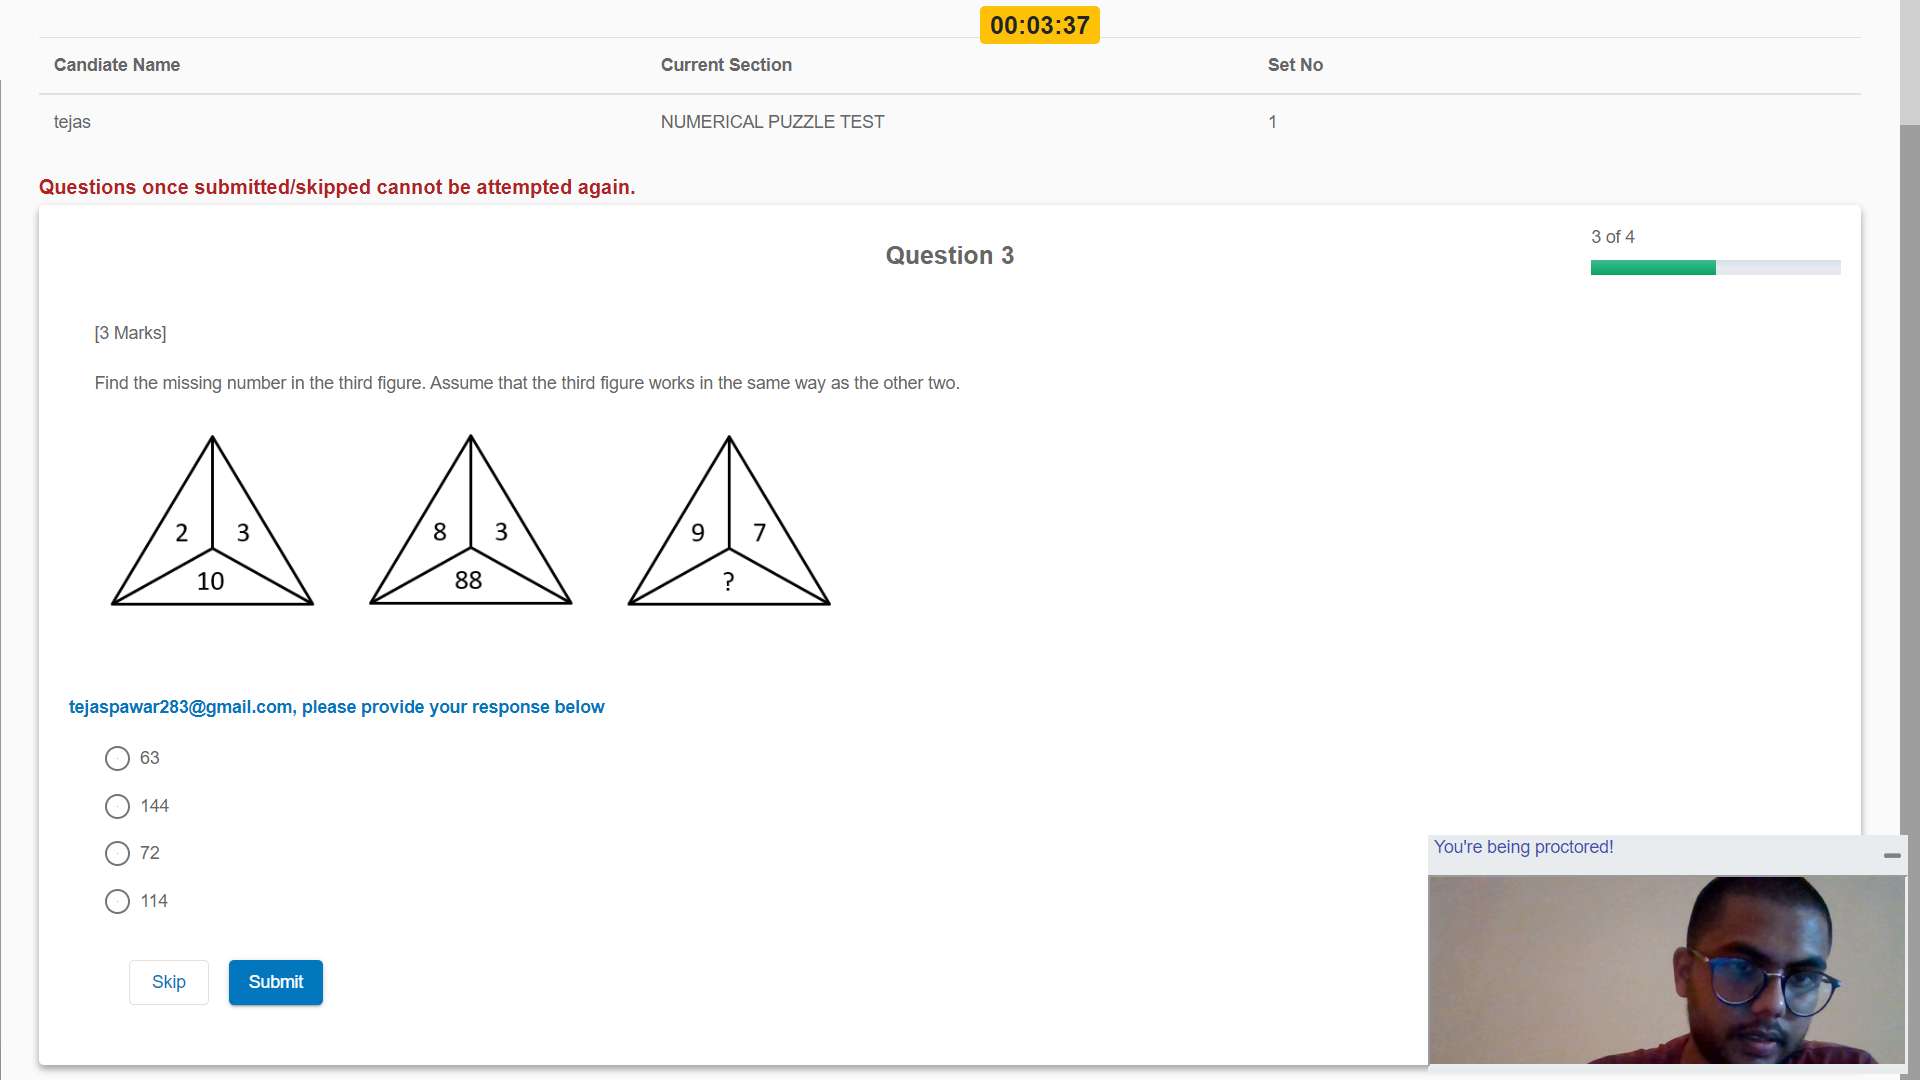 00:03:37
Candiate Name Current Section Set No
tejas NUMERICAL PUZZLE TEST 1
Questions once submitted/skipped cannot be attempted again.
Question 3
3 of 4
[3 Marks]
Find the missing number in the third figure. Assume that the third figure works in the same way as the other two.
2 3 8 3 9 7
10 88 ?
tejaspawar283@gmail.com, please provide your response below
63
144
72
114
Skip Submit
You're being proctored!